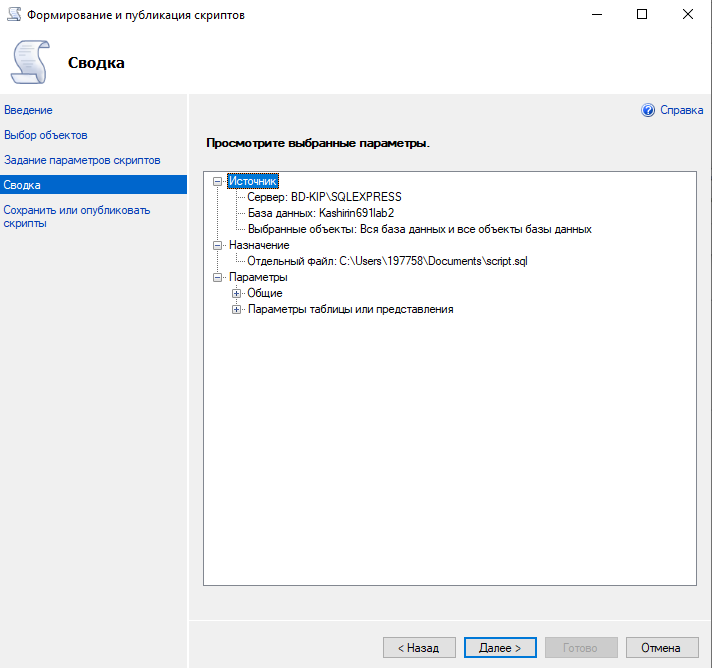 Формирование и публикация скриптов
Сводка
Введение
Выбор объектов
Задание параметров скриптов
Сводка
Сохранить или опубликовать
скрипты
Справка
Просмотрите выбранные параметры.
Источник
Сервер: BD-KIP\SQLEXPRESS
База данных: Kashirin691lab2
Выбранные объекты: Вся база данных и все объекты базы данных
Назначение
Отдельный файл: C:\Users\197758\Documents\script.sql
Параметры
Общие
Параметры таблицы или представления
< Назад
Далее >
Готово
Отмена